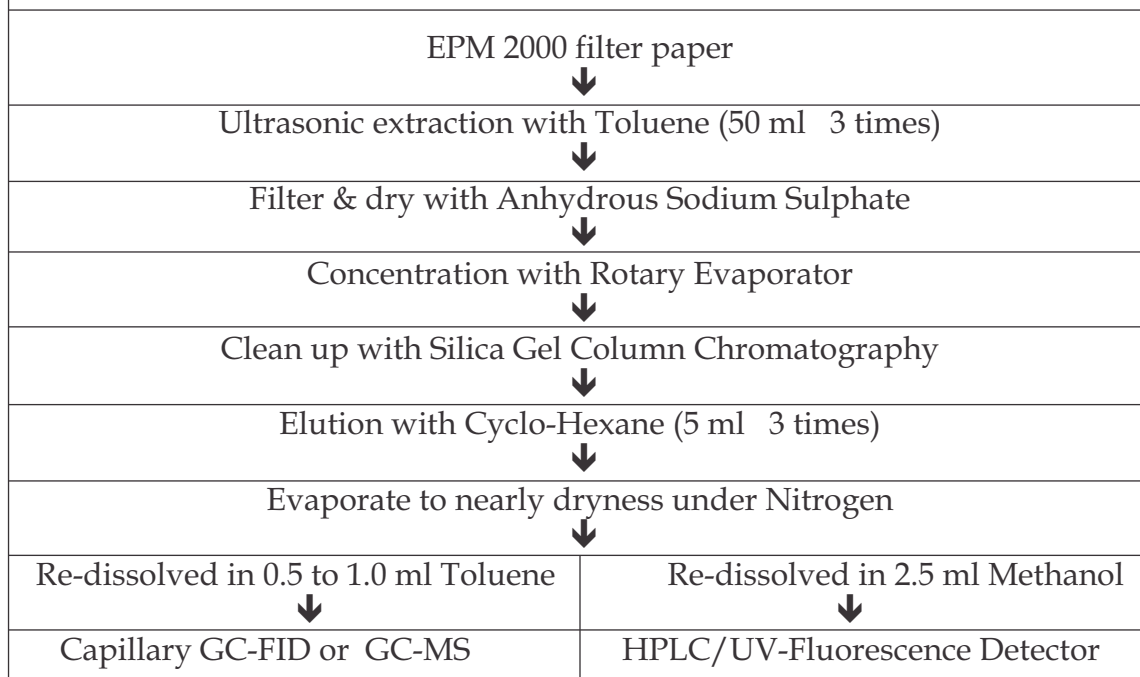 EPM 2000 filter paper
Ultrasonic extraction with Toluene (50 ml 3 times)
Filter & dry with Anhydrous Sodium Sulphate
Concentration with Rotary Evaporator
Clean up with Silica Gel Column Chromatography
Elution with Cyclo-Hexane (5 ml 3 times)
Evaporate to nearly dryness under Nitrogen
Re-dissolved in 0.5 to 1.0 ml Toluene
Re-dissolved in 2.5 ml Methanol
Capillary GC-FID or GC-MS
HPLC/UV-Fluorescence Detector